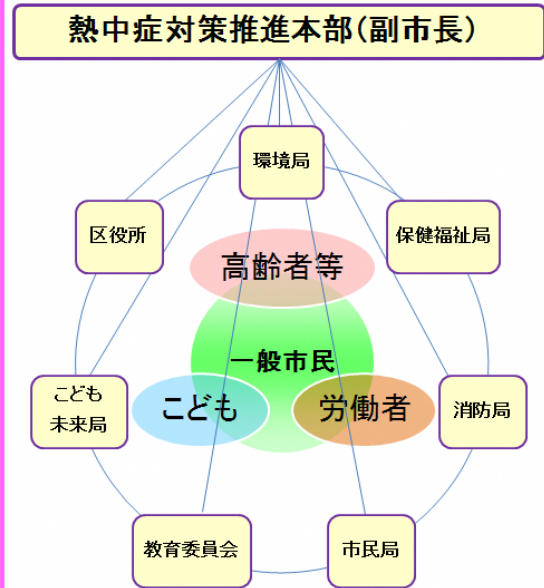 熱中症対策推進本部(副市長)
環境局
区役所
保健福祉局
高齢者等
一般市民
こども
未来局
こども
労働者
消防局
教育委員会
市民局